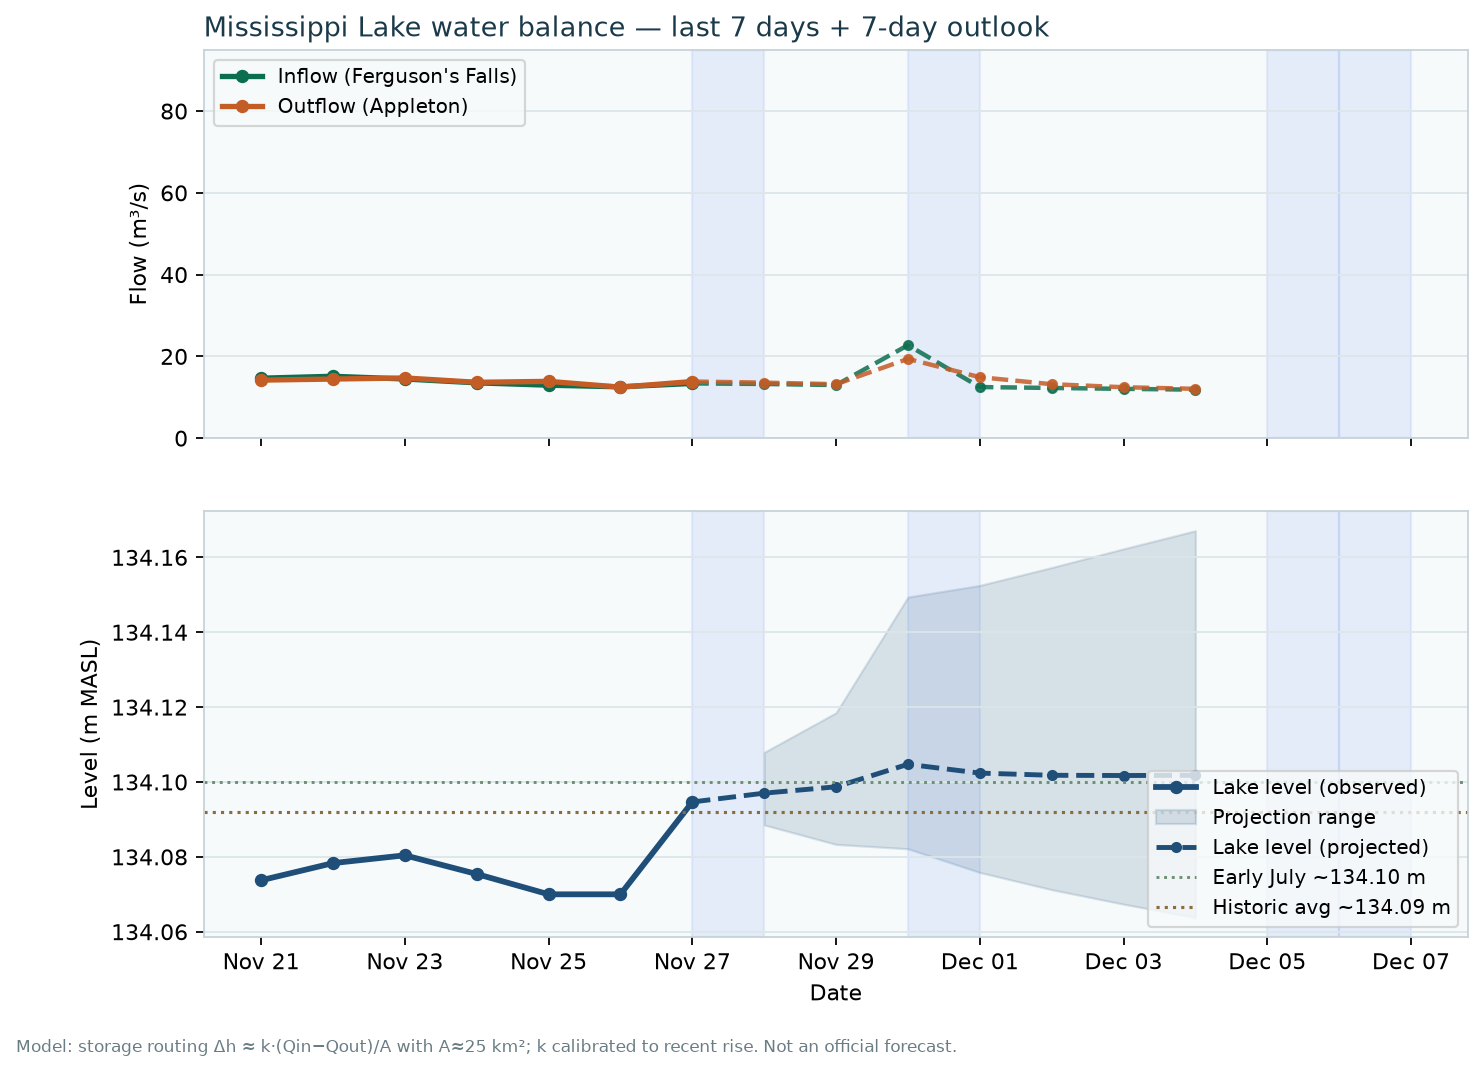 Mississippi Lake water balance — last 7 days + 7-day outlook
Inflow (Ferguson's Falls)
Outflow (Appleton)
Flow (m³/s)
80
60
40
20
0
Level (m MASL)
134.16
134.14
134.12
134.10
134.08
134.06
Lake level (observed)
Projection range
Lake level (projected)
Early July ~134.10 m
Historic avg ~134.09 m
Nov 21 Nov 23 Nov 25 Nov 27 Nov 29 Dec 01 Dec 03 Dec 05 Dec 07
Date
Model: storage routing Δh ≈ k·(Qin−Qout)/A with A≈25 km²; k calibrated to recent rise. Not an official forecast.